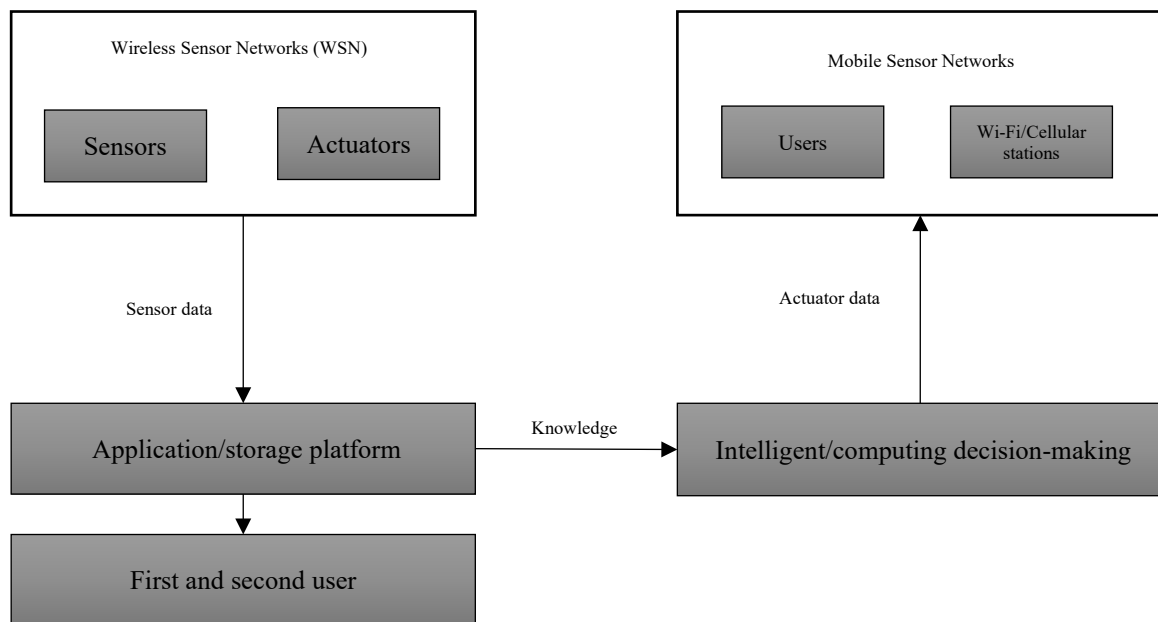 Wireless Sensor Networks (WSN)
Sensors
Actuators
Mobile Sensor Networks
Users
Wi-Fi/Cellular
stations
Sensor data
Actuator data
Application/storage platform
Knowledge
Intelligent/computing decision-making
First and second user